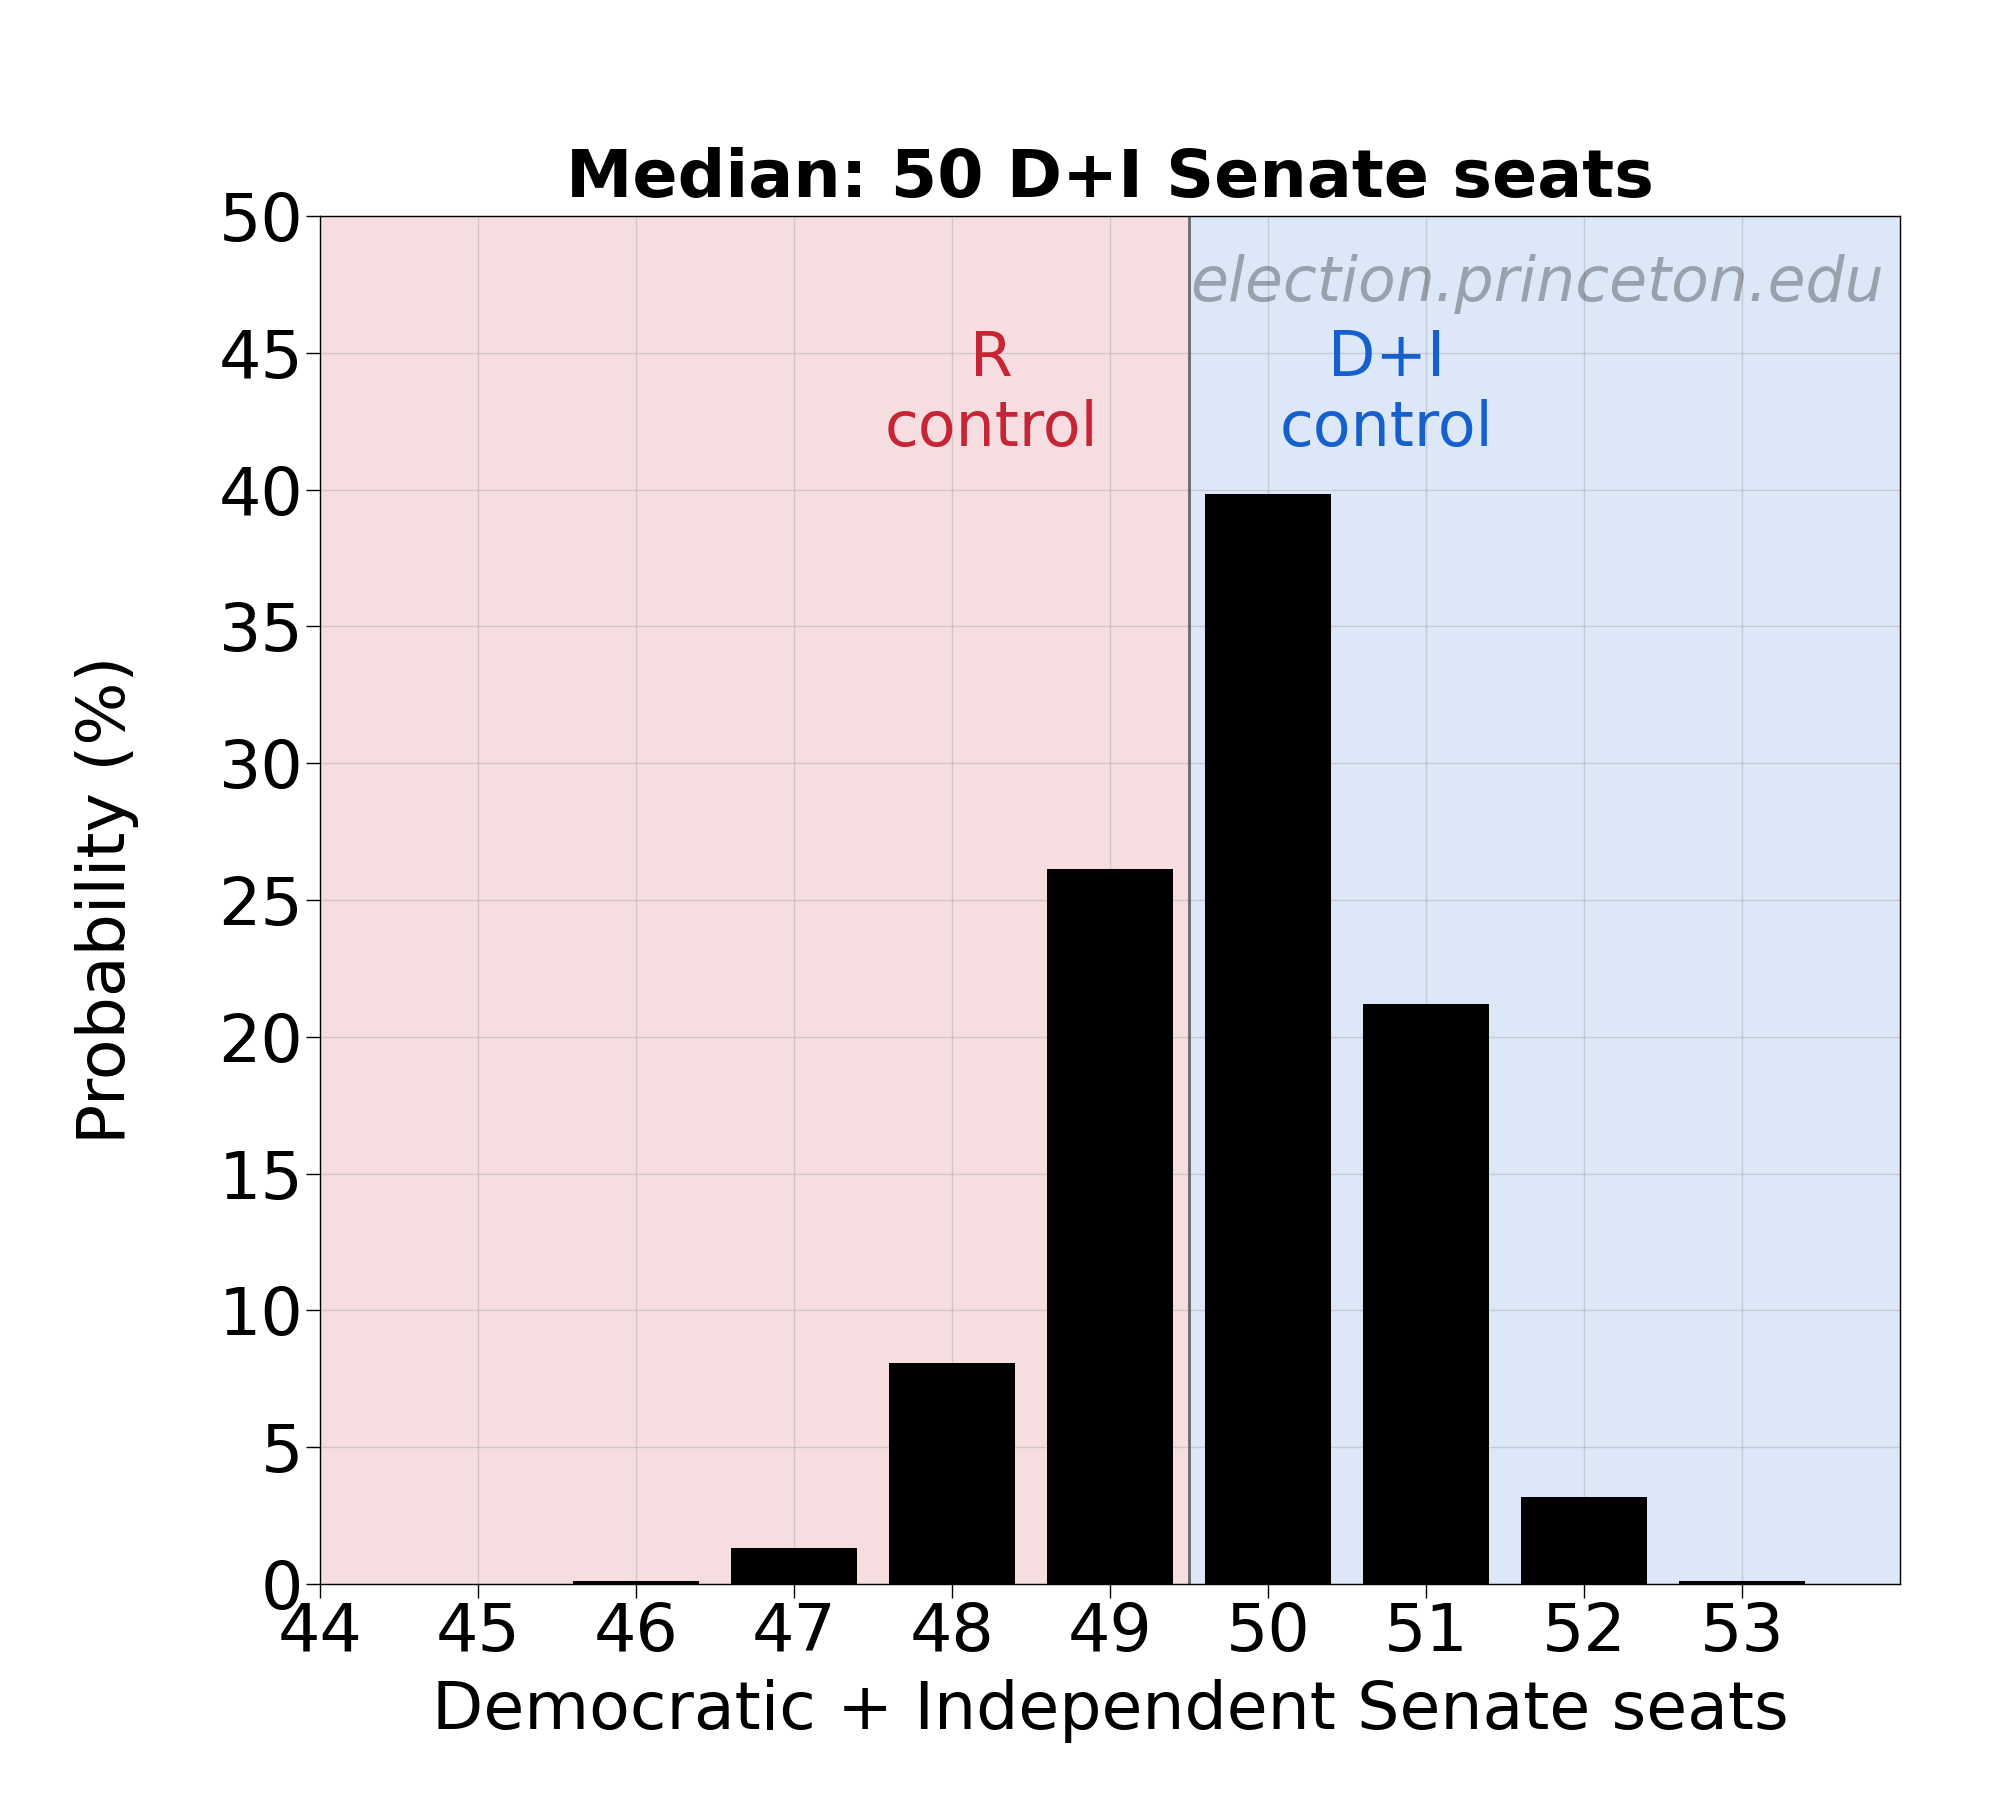 Median: 50 D+I Senate seats
election.princeton.edu
R
control
D+I
control
50
45
40
35
30
25
20
15
10
5
0
Probability (%)
44 45 46 47 48 49 50 51 52 53
Democratic + Independent Senate seats